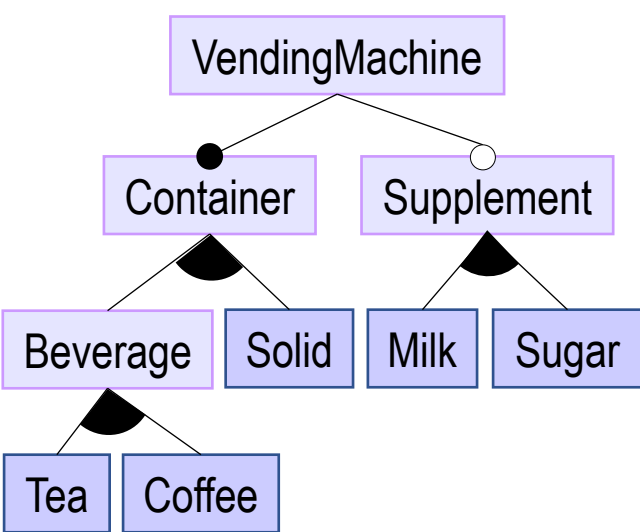 VendingMachine
Container
Supplement
Beverage
Solid
Milk
Sugar
Tea
Coffee